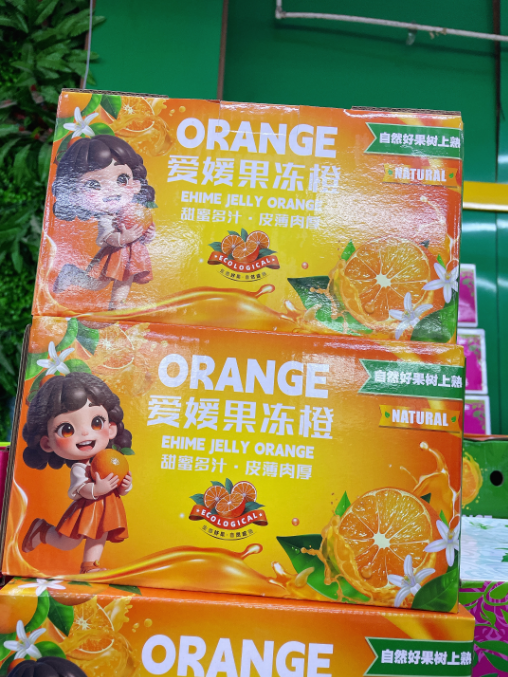 ORANGE
爱媛果冻橙
EHIME JELLY ORANGE
甜蜜多汁·皮薄肉厚
ECOLOGICAL
自然好果树上熟
NATURAL
ORANGE
爱媛果冻橙
EHIME JELLY ORANGE
甜蜜多汁·皮薄肉厚
ECOLOGICAL
自然好果树上熟
NATURAL
ORANGE
自然好果树上熟